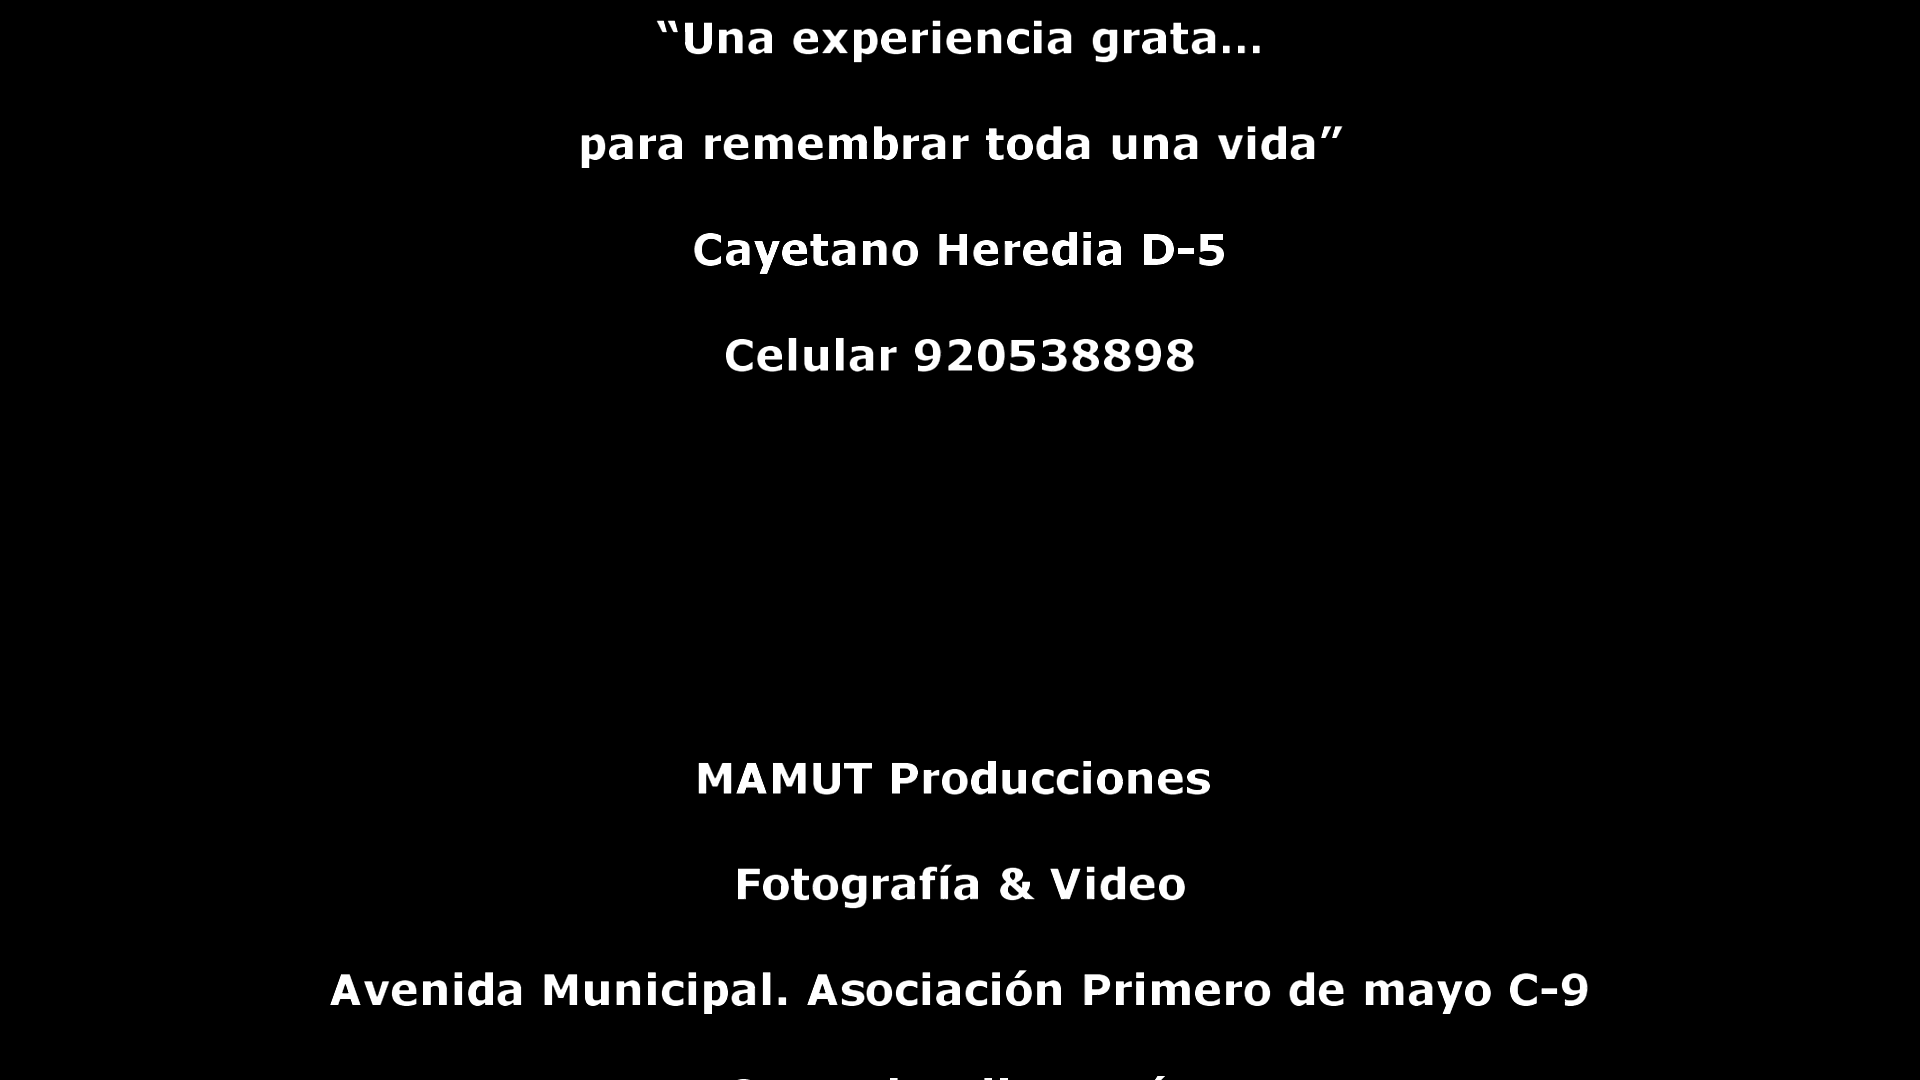 “Una experiencia grata...
para remembrar toda una vida”
Cayetano Heredia D-5
Celular 920538898
MAMUT Producciones
Fotografía & Video
Avenida Municipal. Asociación Primero de mayo C-9